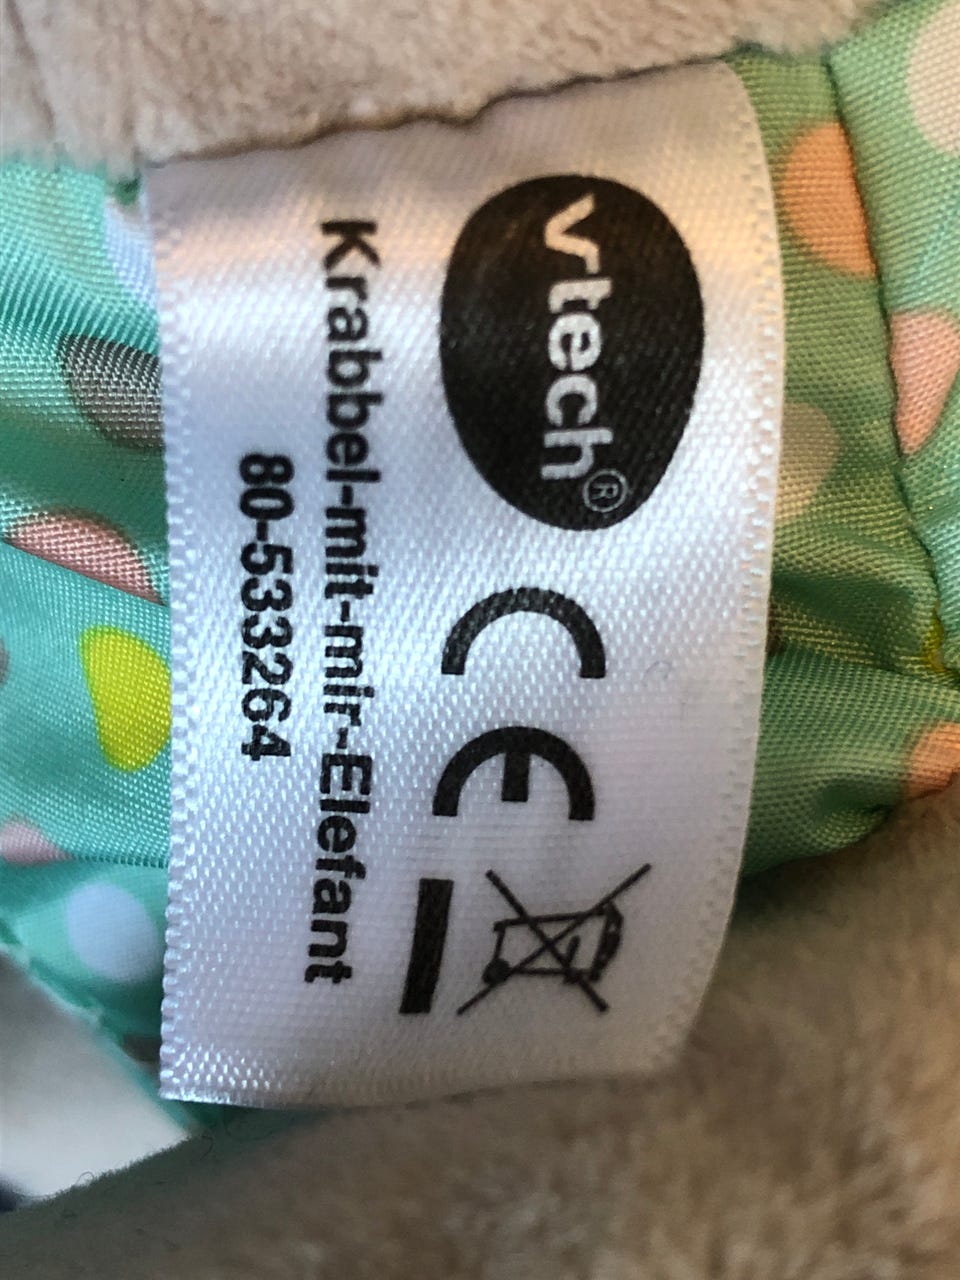 vtech®
CE
Krabbel-mit-mir-Elefant
80-533264